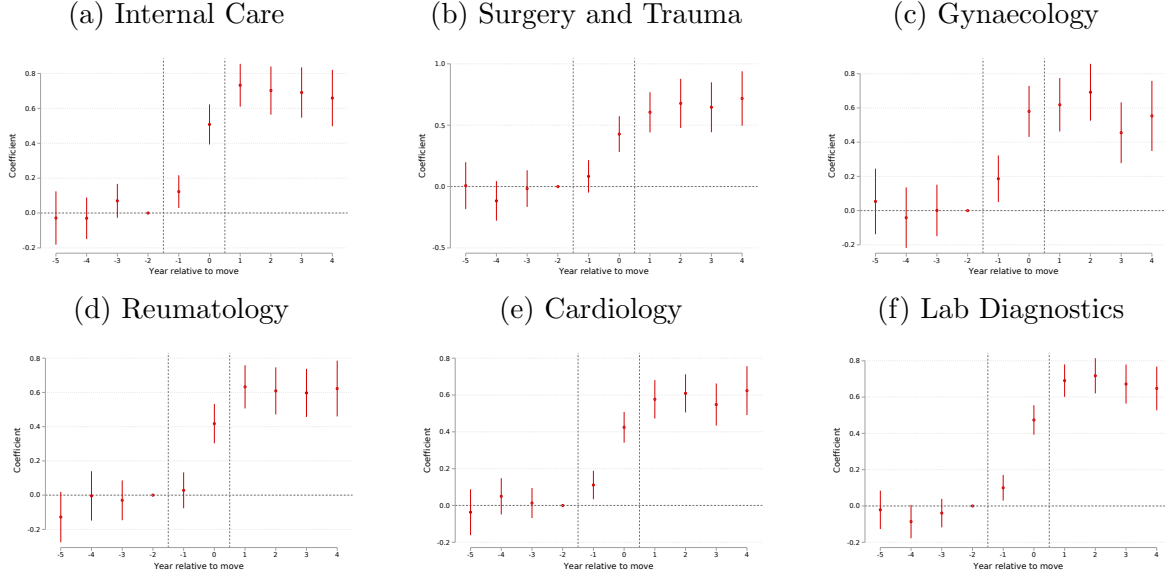 (a) Internal Care
0.8
0.6
0.4
0.2
0.0
-0.2
Coefficient
-5 -4 -3 -2 -1 0 1 2 3 4
Year relative to move
(b) Surgery and Trauma
1.0
0.5
0.0
-0.5
Coefficient
-5 -4 -3 -2 -1 0 1 2 3 4
Year relative to move
(c) Gynaecology
0.8
0.6
0.4
0.2
0.0
-0.2
Coefficient
-5 -4 -3 -2 -1 0 1 2 3 4
Year relative to move
(d) Reumatology
0.8
0.6
0.4
0.2
0.0
-0.2
Coefficient
-5 -4 -3 -2 -1 0 1 2 3 4
Year relative to move
(e) Cardiology
0.8
0.6
0.4
0.2
0.0
-0.2
Coefficient
-5 -4 -3 -2 -1 0 1 2 3 4
Year relative to move
(f) Lab Diagnostics
0.8
0.6
0.4
0.2
0.0
-0.2
Coefficient
-5 -4 -3 -2 -1 0 1 2 3 4
Year relative to move